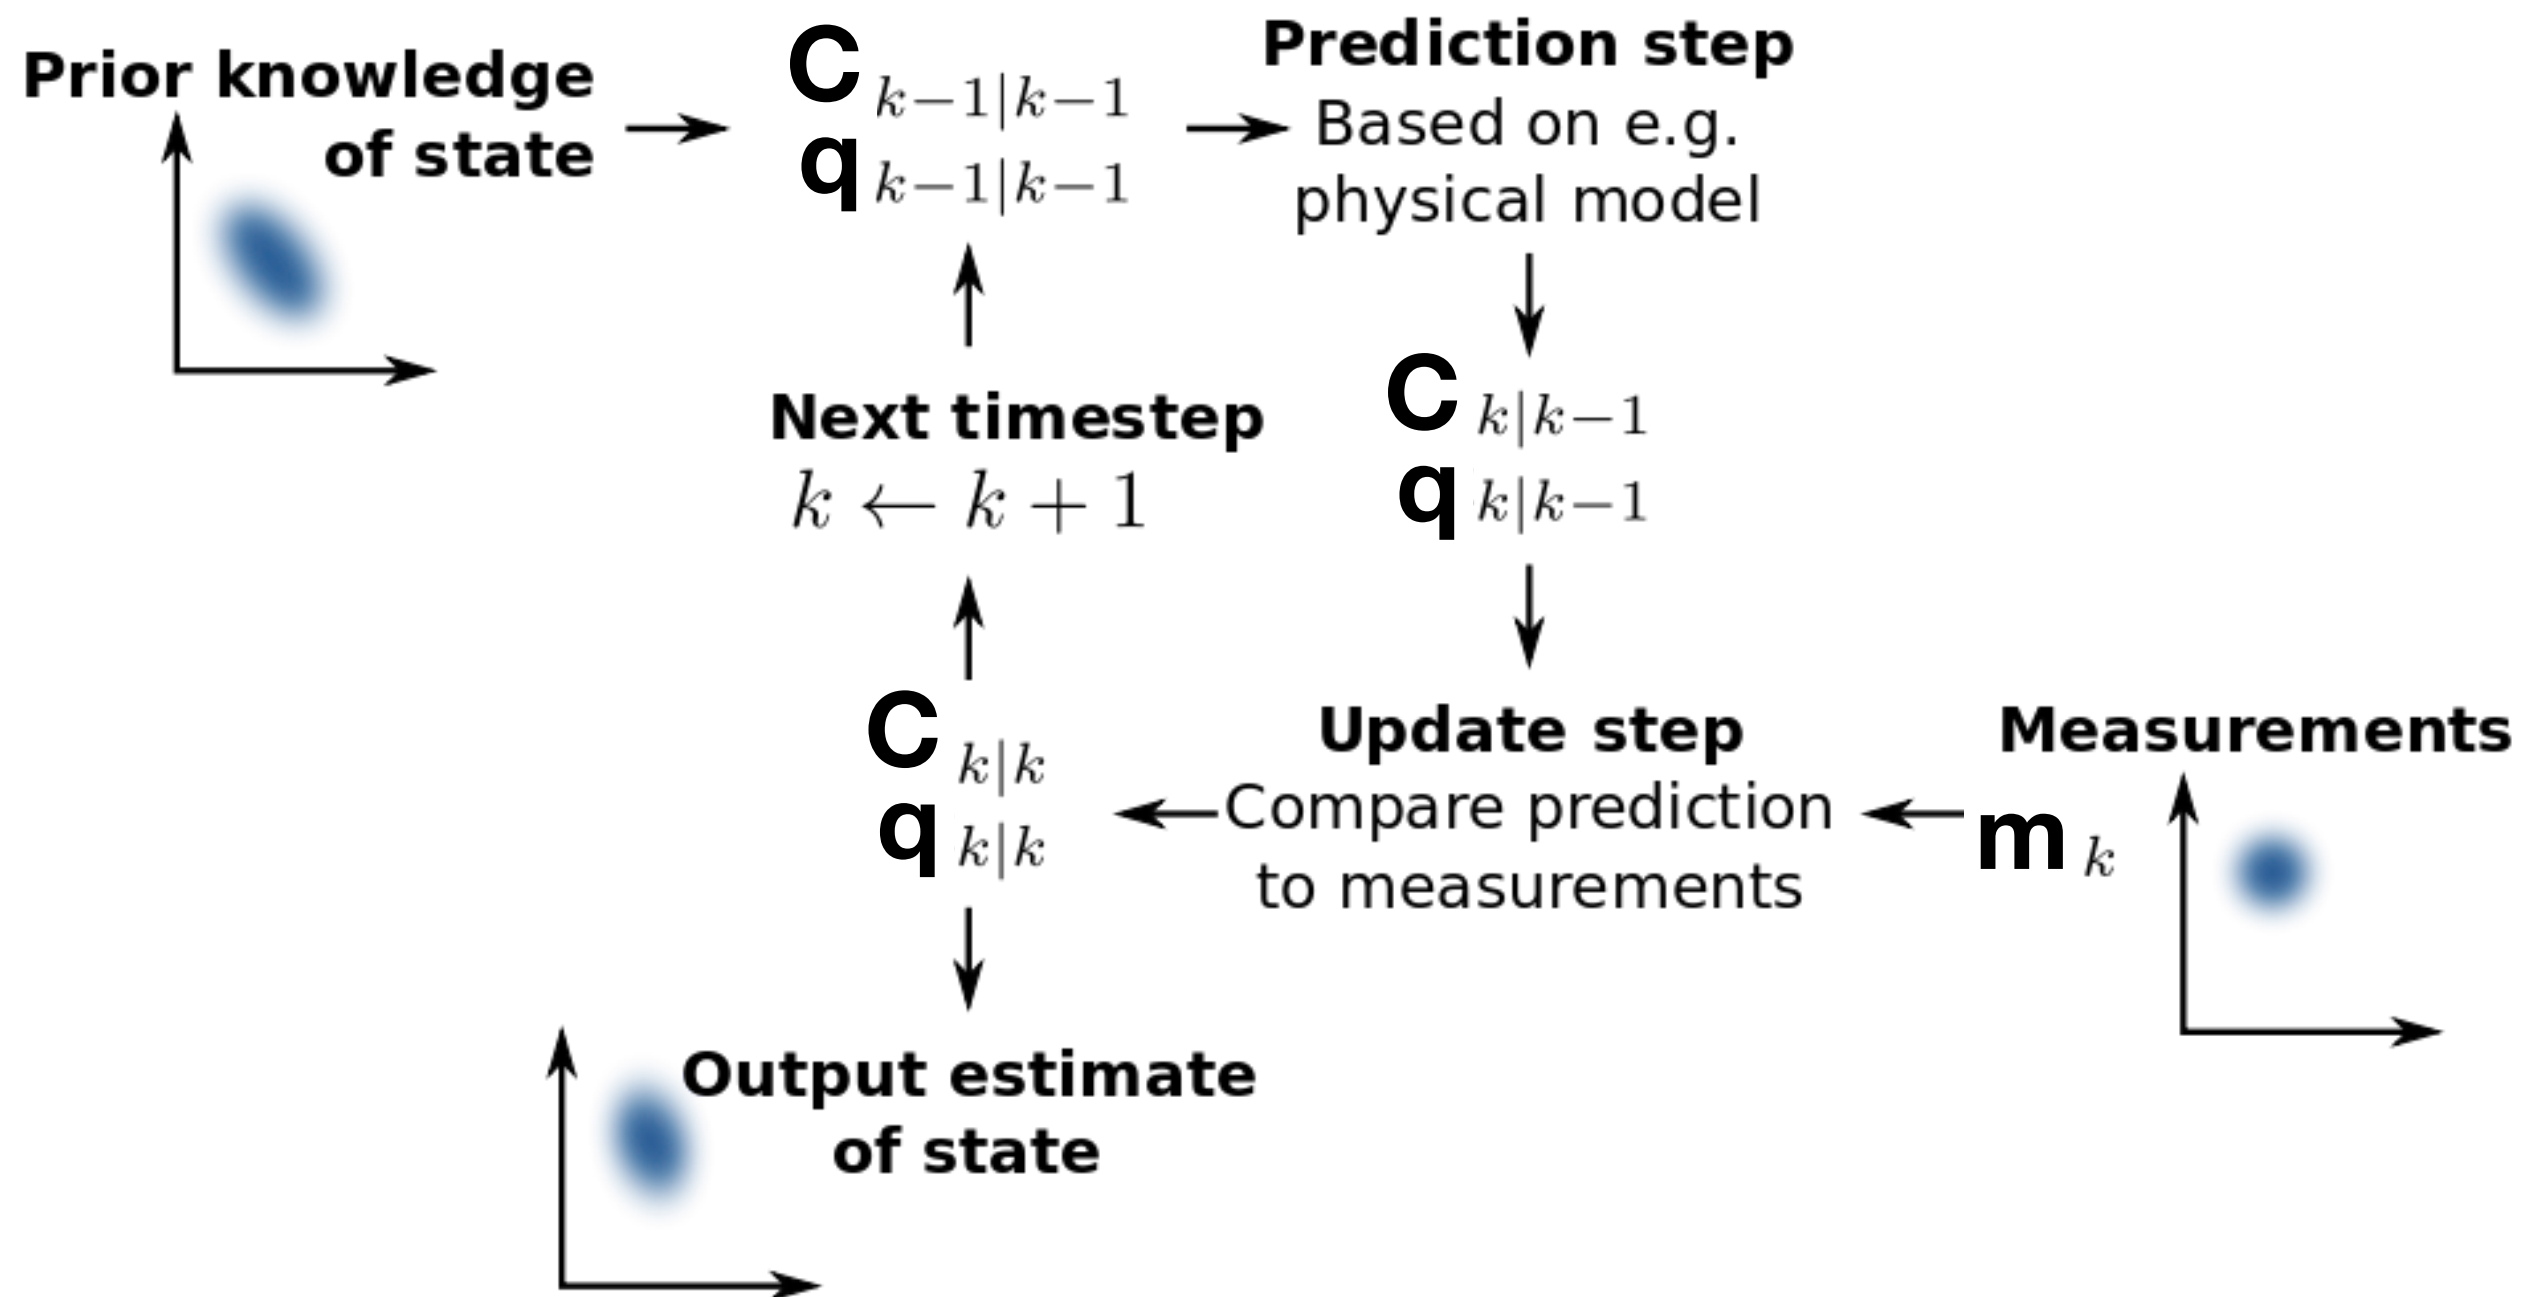 Prior knowledge
of state
C k−1|k−1
q k−1|k−1
Prediction step
Based on e.g.
physical model
Next timestep
k ← k + 1
C k|k−1
q k|k−1
C k|k
q k|k
Update step
Compare prediction
to measurements
Measurements
m k
Output estimate
of state